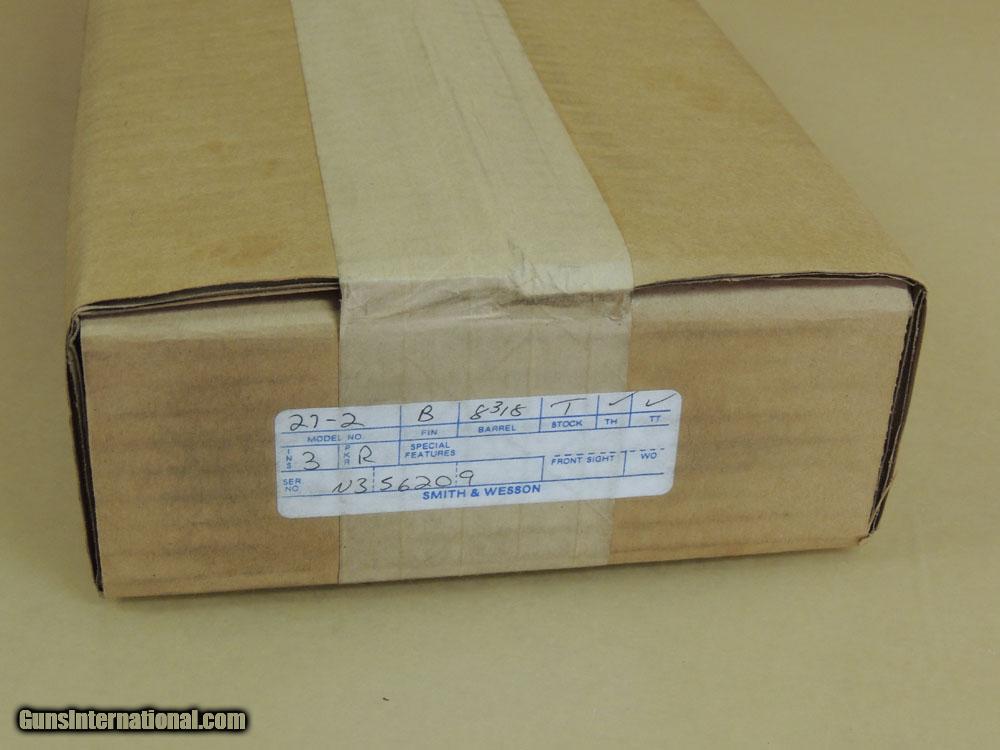 27-2 B 8 3/8 T ✓ ✓
MODEL NO. FIN BARREL STOCK TH TT
INS 3 PKR R SPECIAL FEATURES FRONT SIGHT WO
SER NO N356209
SMITH & WESSON
GunsInternational.com